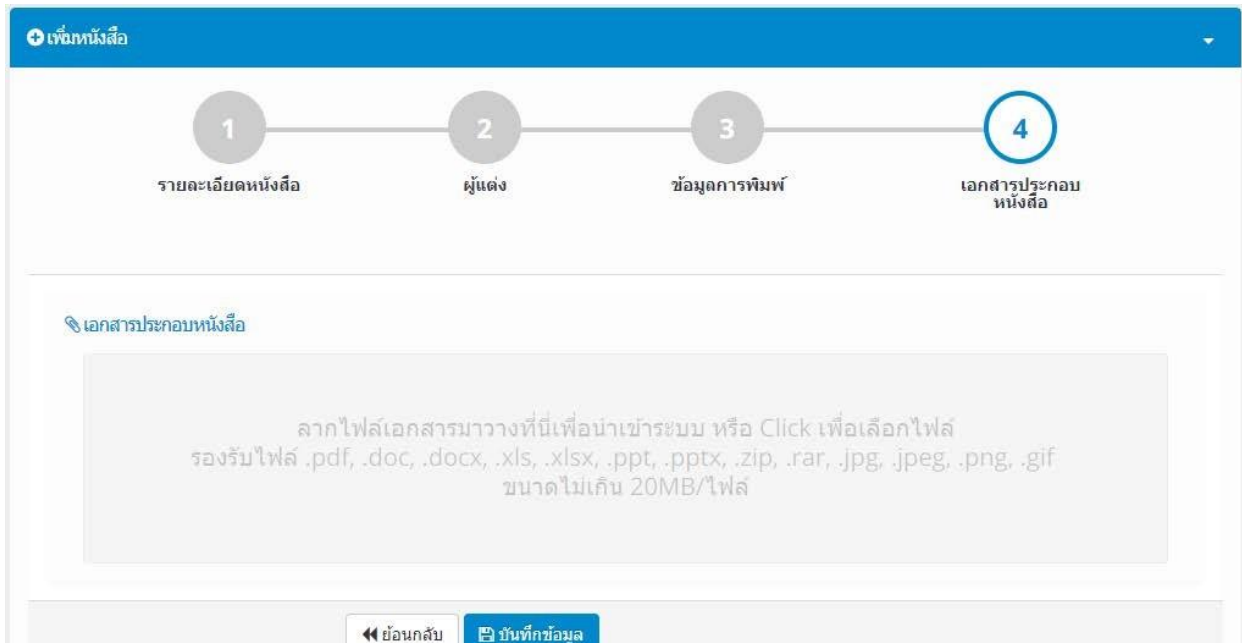 เพิ่มหนังสือ
1
2
3
4
รายละเอียดหนังสือ
ผู้แต่ง
ข้อมูลการพิมพ์
เอกสารประกอบ
หนังสือ
เอกสารประกอบหนังสือ
ลากไฟล์เอกสารมาวางที่นี่เพื่อนำเข้าระบบ หรือ Click เพื่อเลือกไฟล์
รองรับไฟล์ .pdf, .doc, .docx, .xls, .xlsx, .ppt, .pptx, .zip, .rar, .jpg, .jpeg, .png, .gif
ขนาดไม่เกิน 20MB/ไฟล์
ย้อนกลับ
บันทึกข้อมูล